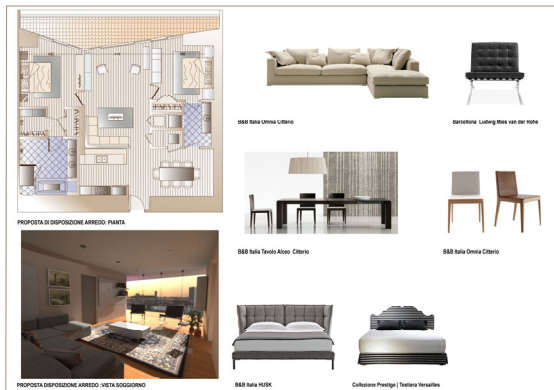 B&B Italia Omnia Citterio
Barcellona Ludwig Mies van der Rohe
PROPOSTA DI DISPOSIZIONE ARREDO: PIANTA
B&B Italia Tavolo Alceo Citterio
B&B Italia Omnia Citterio
PROPOSTA DISPOSIZIONE ARREDO :VISTA SOGGIORNO
B&B Italia HUSK
Collezione Prestige | Testiera Versailles